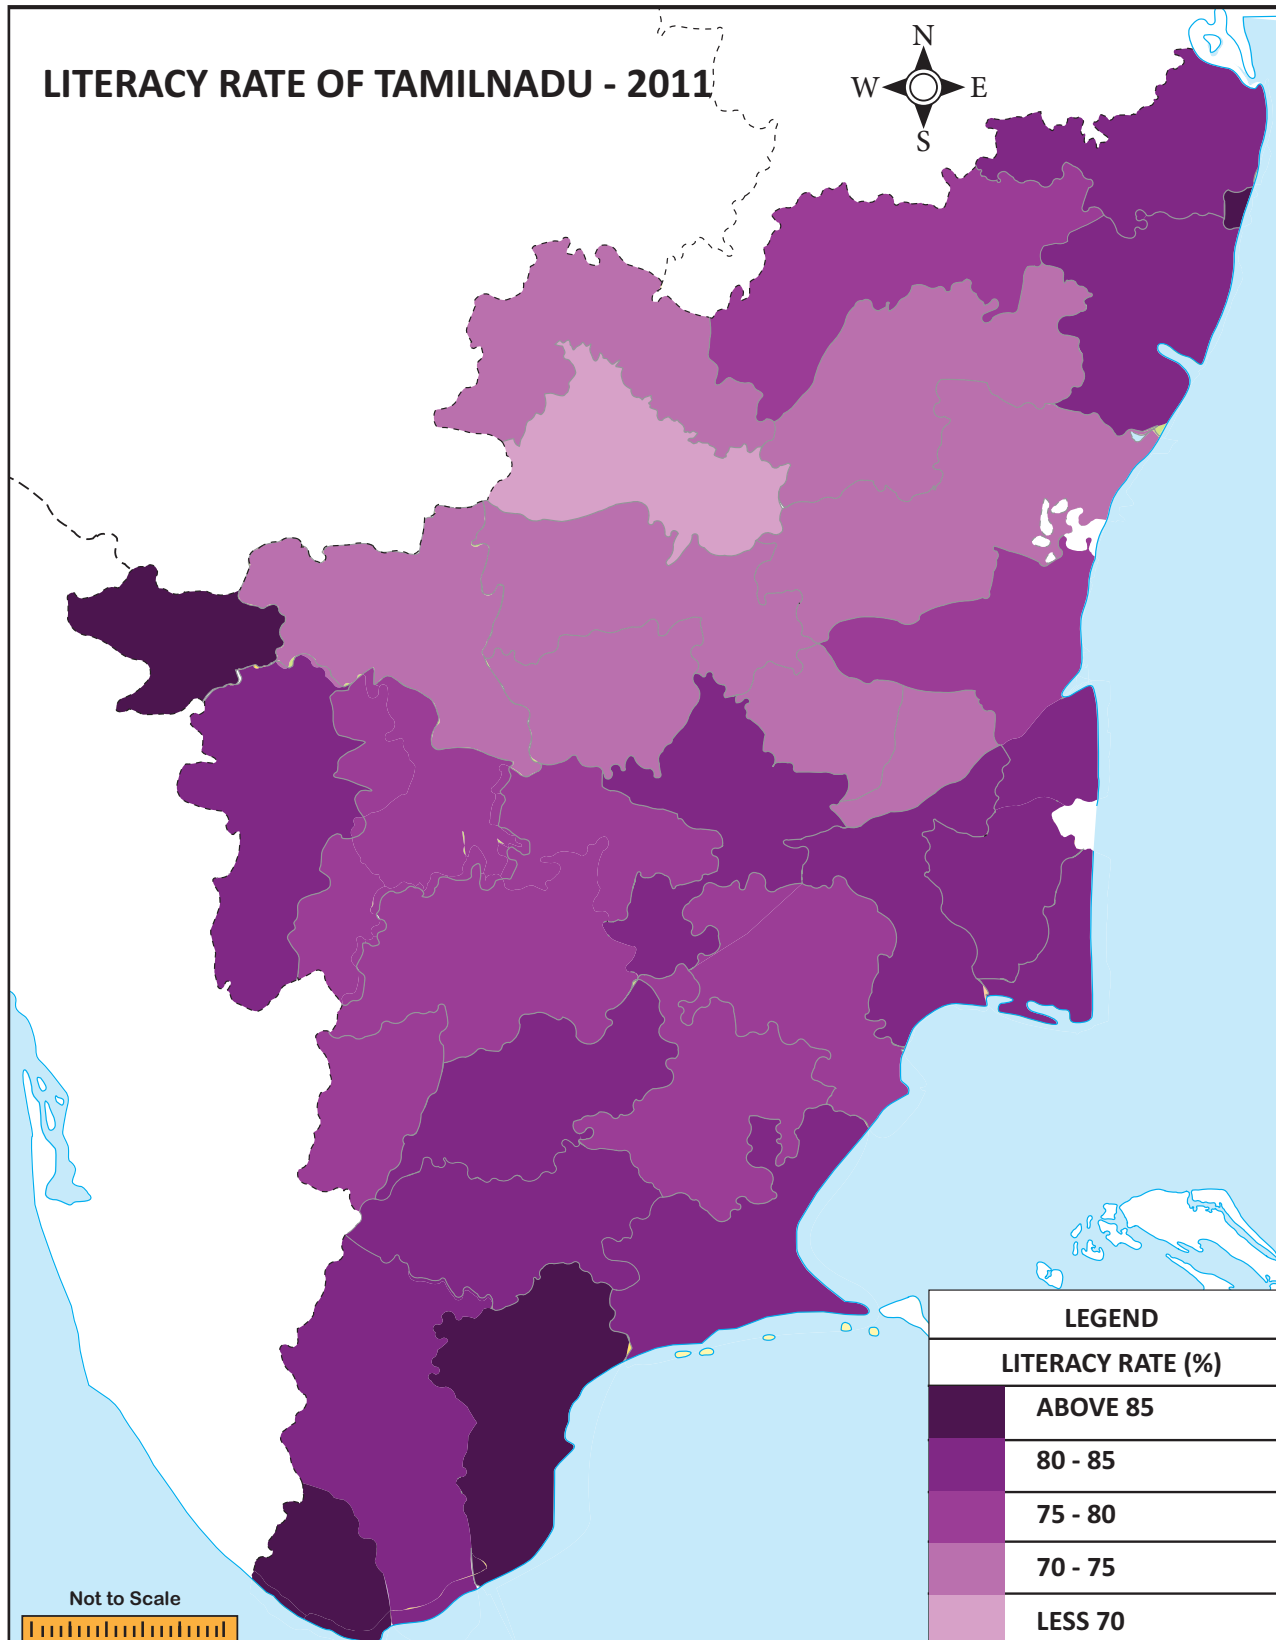 LITERACY RATE OF TAMILNADU - 2011
N
W E
S
LEGEND
LITERACY RATE (%)
ABOVE 85
80 - 85
75 - 80
70 - 75
LESS 70
Not to Scale